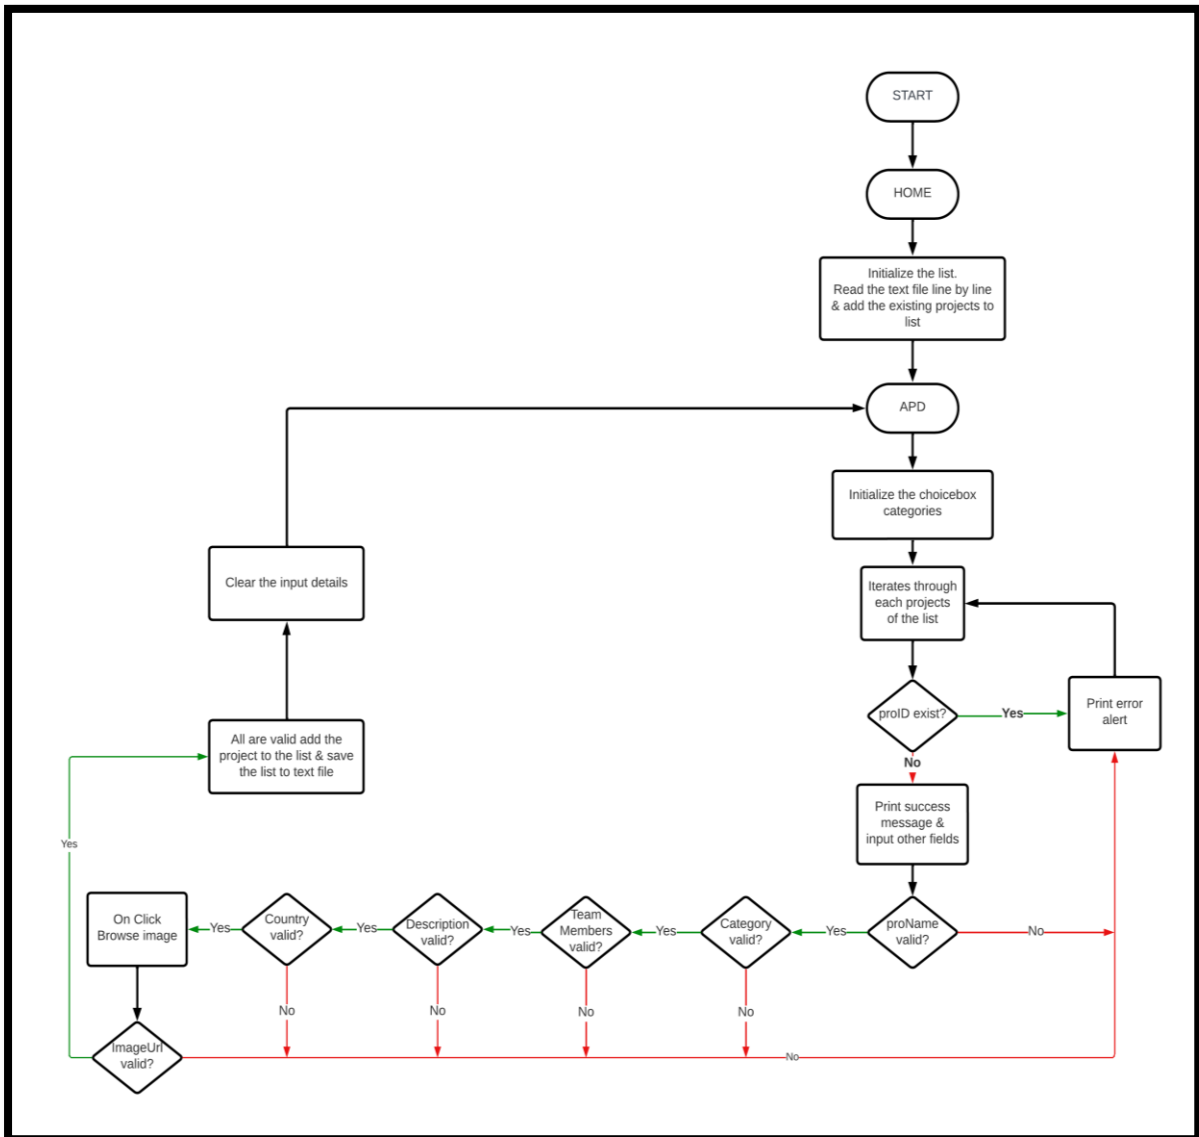 START
HOME
Initialize the list.
Read the text file line by line
& add the existing projects to
list
APD
Initialize the choicebox
categories
Iterates through
each projects
of the list
Clear the input details
proID exist?
Yes
Print error
alert
No
All are valid add the
project to the list & save
the list to text file
Print success
message &
input other fields
Yes
On Click
Browse image
Yes
Country
valid?
Yes
Description
valid?
Yes
Team
Members
valid?
Yes
Category
valid?
Yes
proName
valid?
No
No
No
No
No
ImageUrl
valid?
No